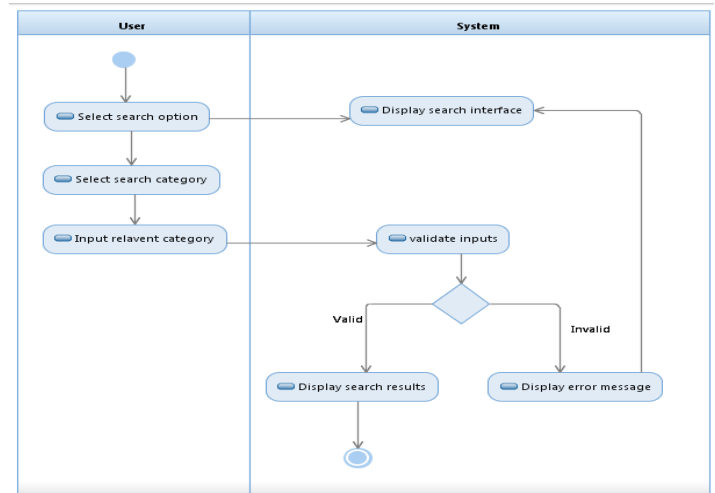 User
System
Select search option
Display search interface
Select search category
Input relavent category
validate inputs
Valid
Invalid
Display search results
Display error message